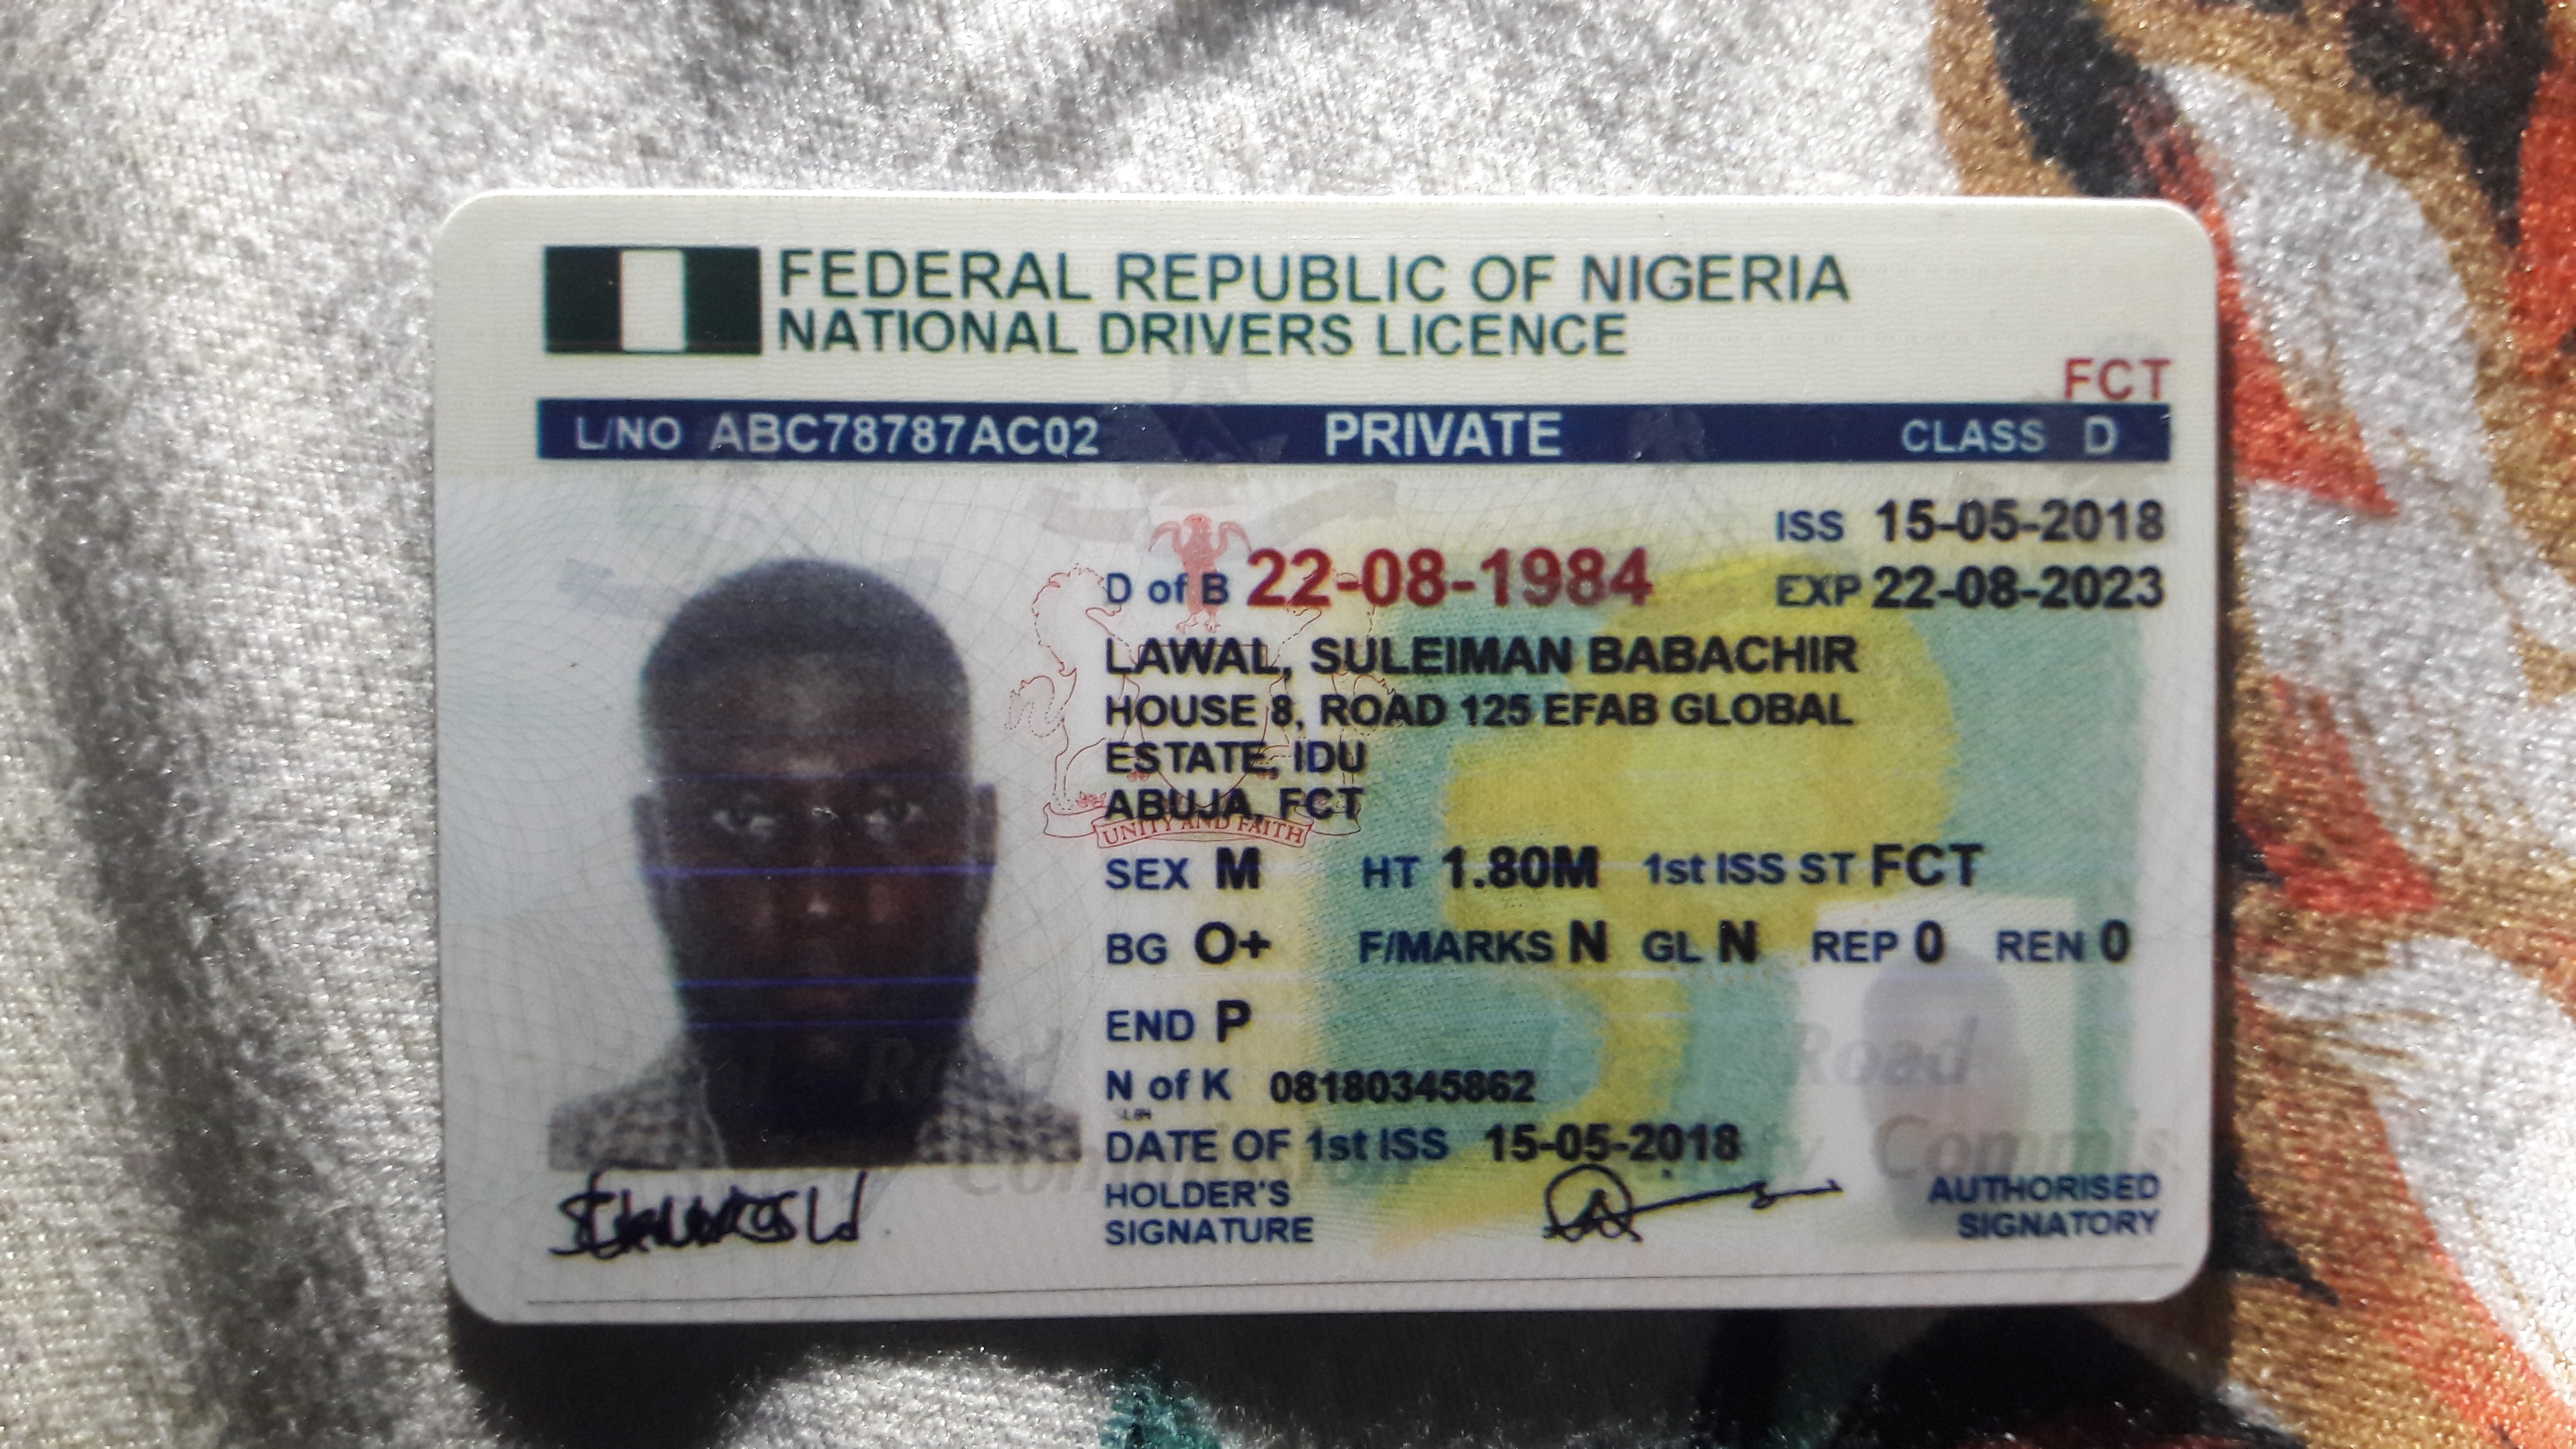 FEDERAL REPUBLIC OF NIGERIA
NATIONAL DRIVERS LICENCE
FCT
L/NO ABC78787AC02 PRIVATE CLASS D
ISS 15-05-2018
D of B 22-08-1984 EXP 22-08-2023
LAWAL, SULEIMAN BABACHIR
HOUSE 8, ROAD 125 EFAB GLOBAL
ESTATE, IDU
ABUJA, FCT
UNITY AND FAITH
SEX M HT 1.80M 1st ISS ST FCT
BG O+ F/MARKS N GL N REP 0 REN 0
END P
N of K 08180345862
DATE OF 1st ISS 15-05-2018
HOLDER'S SIGNATURE
AUTHORISED SIGNATORY
Road